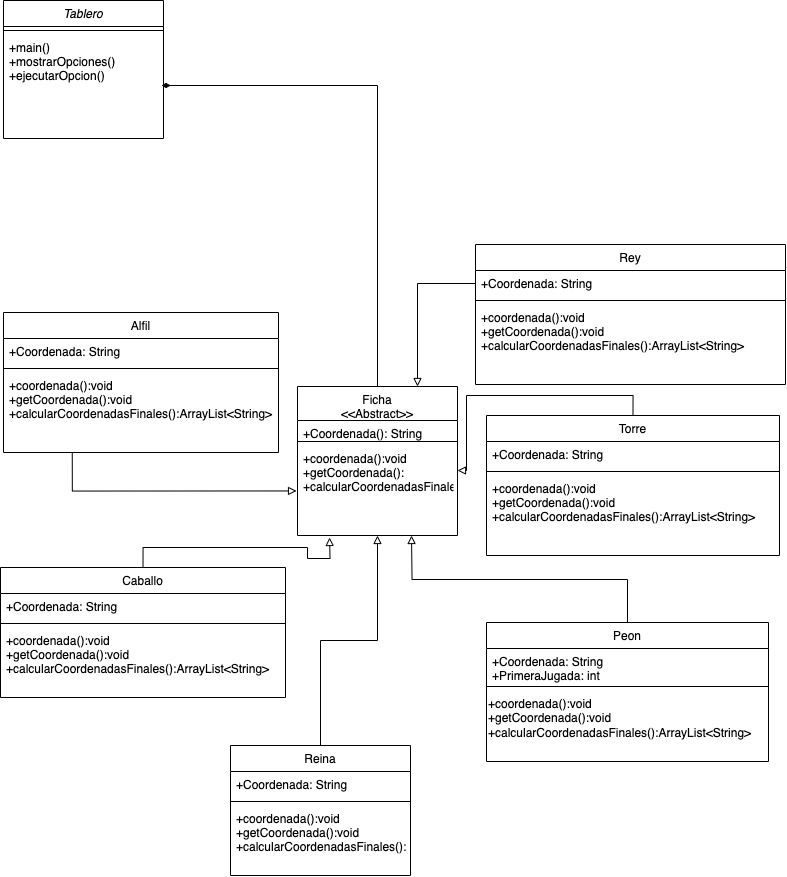 Tablero
+main()
+mostrarOpciones()
+ejecutarOpcion()
Rey
+Coordenada: String
+coordenada():void
+getCoordenada():void
+calcularCoordenadasFinales():ArrayList<String>
Alfil
+Coordenada: String
+coordenada():void
+getCoordenada():void
+calcularCoordenadasFinales():ArrayList<String>
Ficha
<<Abstract>>
+Coordenada(): String
+coordenada():void
+getCoordenada():
+calcularCoordenadasFinale
Torre
+Coordenada: String
+coordenada():void
+getCoordenada():void
+calcularCoordenadasFinales():ArrayList<String>
Caballo
+Coordenada: String
+coordenada():void
+getCoordenada():void
+calcularCoordenadasFinales():ArrayList<String>
Peon
+Coordenada: String
+PrimeraJugada: int
+coordenada():void
+getCoordenada():void
+calcularCoordenadasFinales():ArrayList<String>
Reina
+Coordenada: String
+coordenada():void
+getCoordenada():void
+calcularCoordenadasFinales():